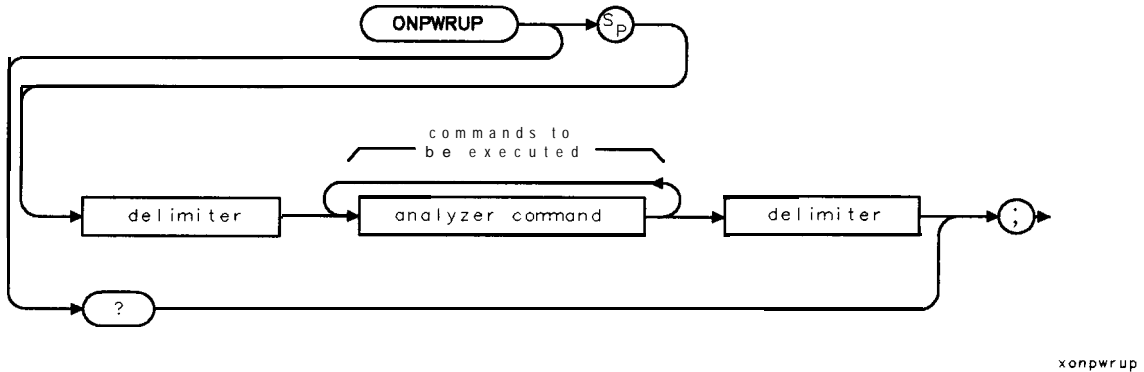 ONPWRUP
SP
commands to
be executed
delimiter
analyzer command
delimiter
;
?
xonpwrup